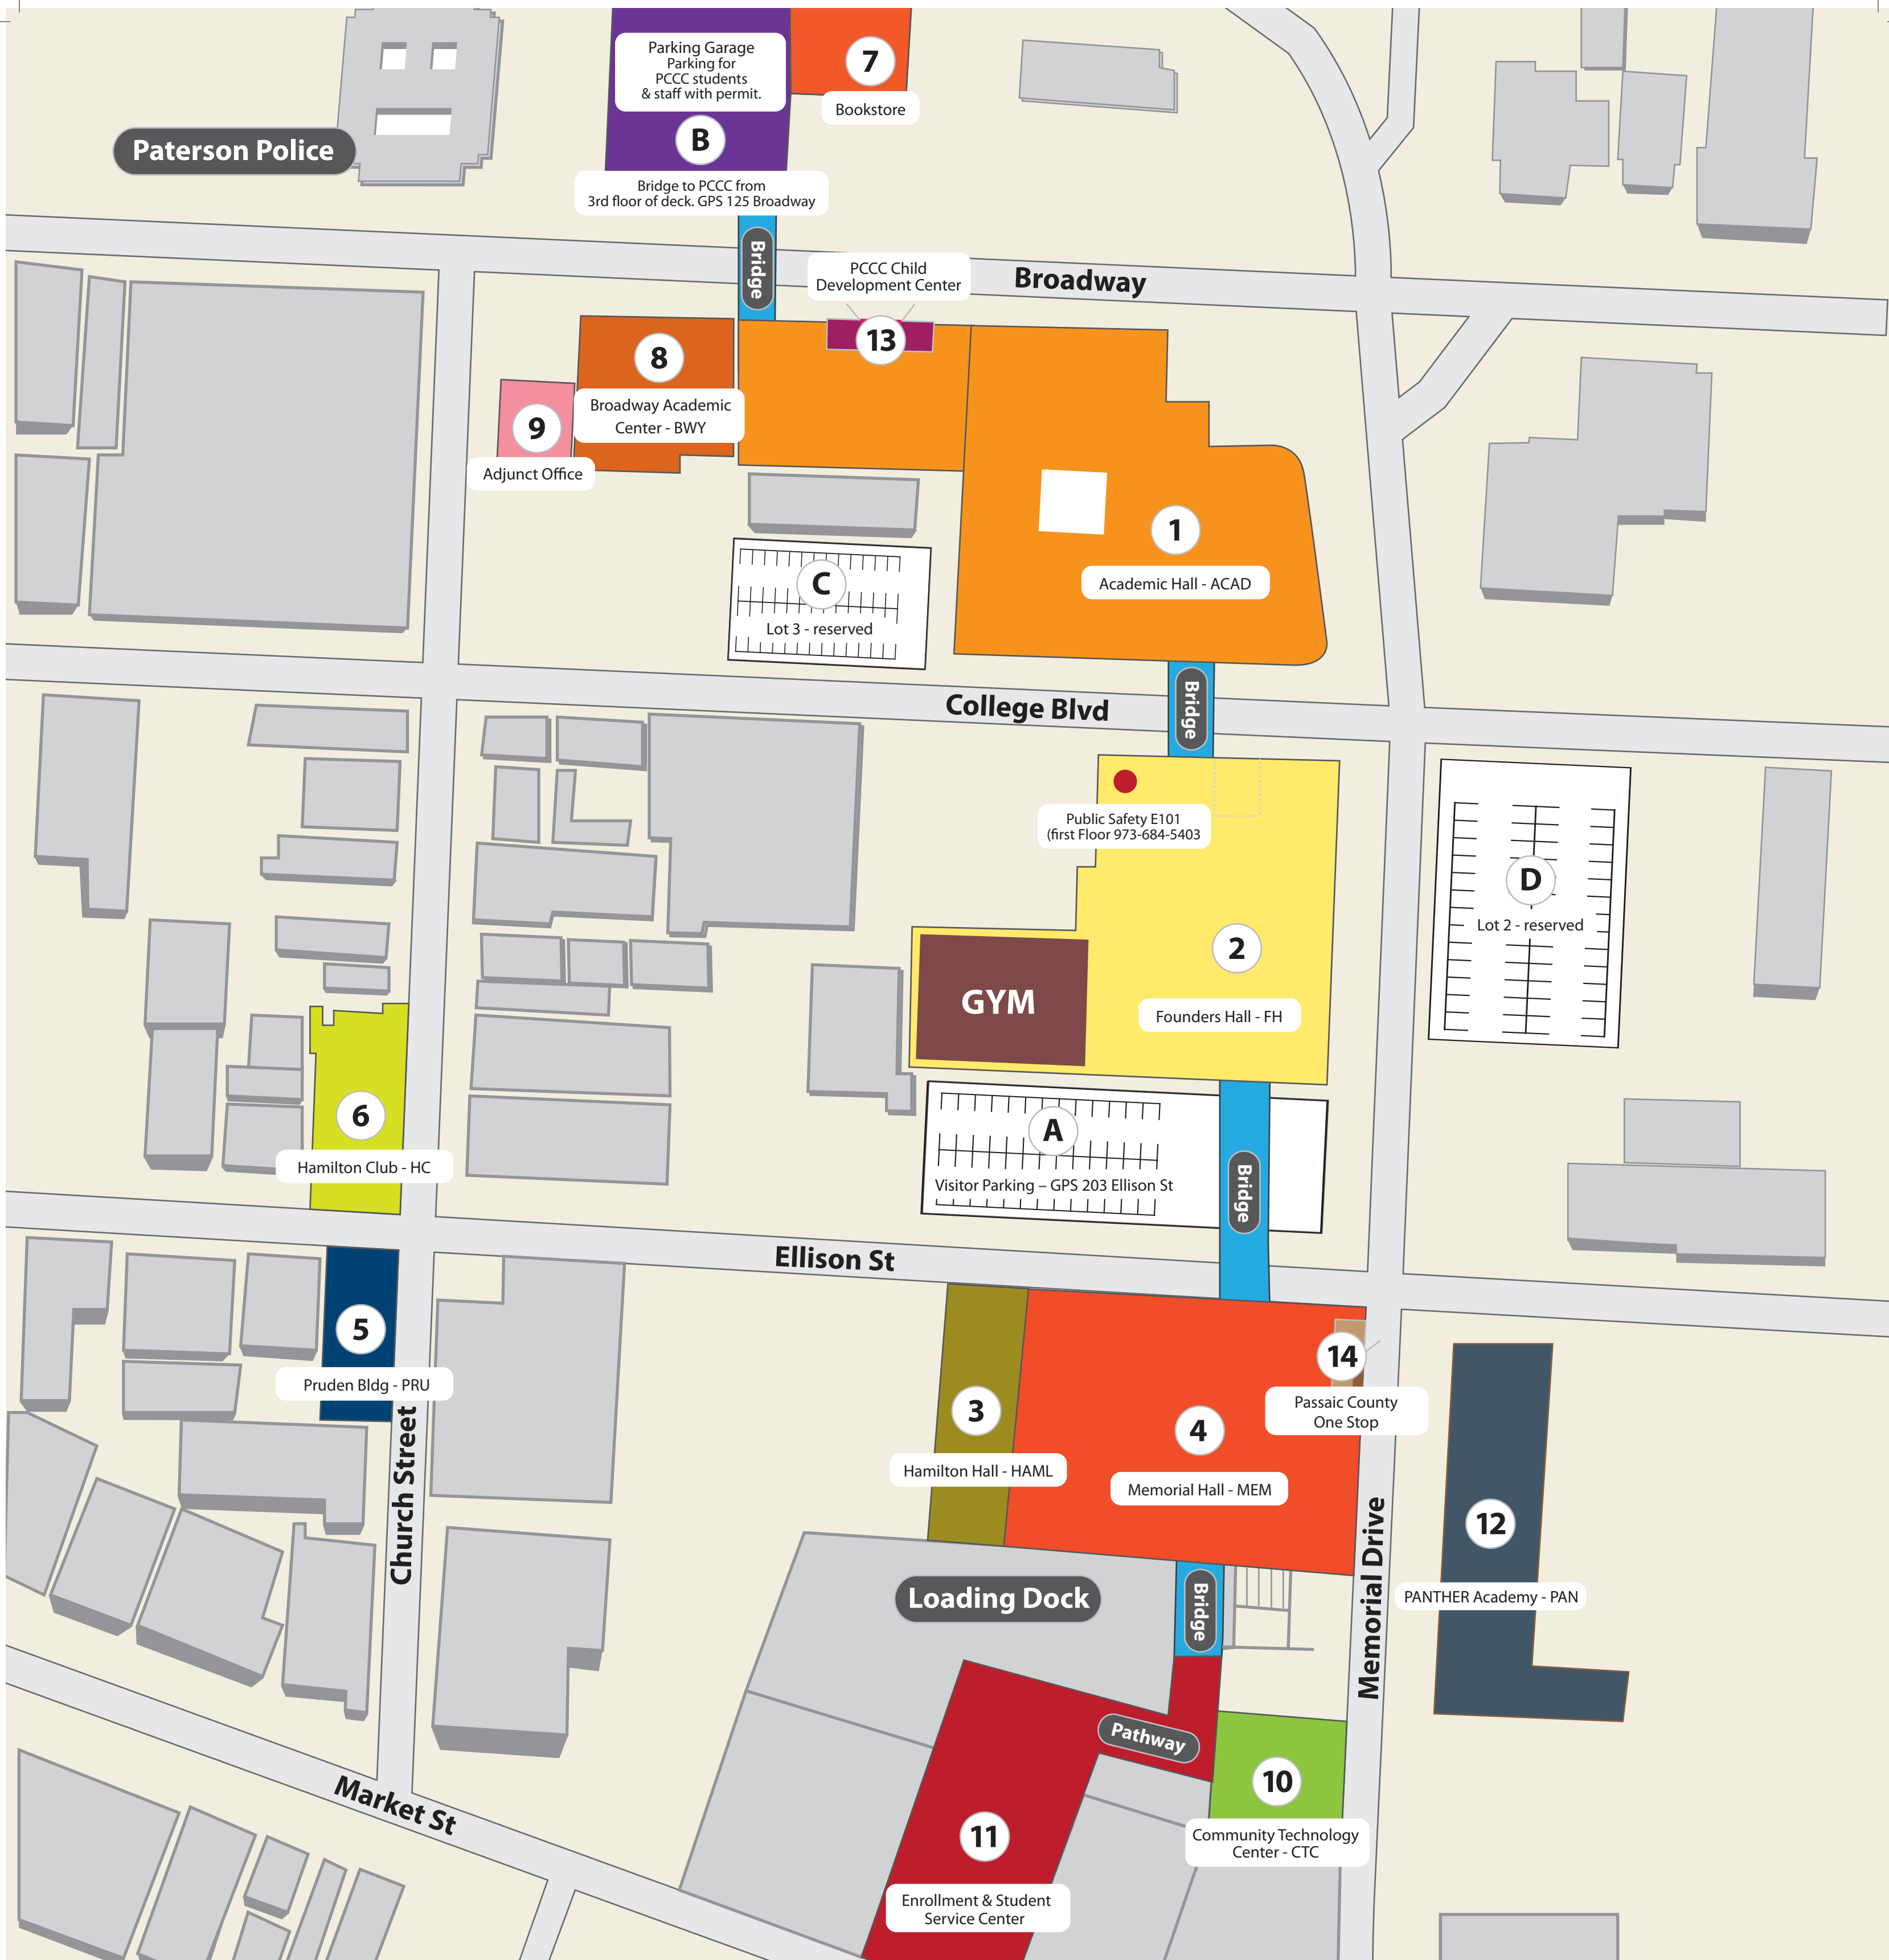 Parking Garage
Parking for
PCCC students
& staff with permit.
7
Bookstore
B
Paterson Police
Bridge to PCCC from
3rd floor of deck. GPS 125 Broadway
Bridge
PCCC Child
Development Center
Broadway
13
8
Broadway Academic
Center - BWY
9
Adjunct Office
1
Academic Hall - ACAD
C
Lot 3 - reserved
College Blvd
Bridge
Public Safety E101
(first Floor 973-684-5403
D
Lot 2 - reserved
2
GYM
Founders Hall - FH
6
Hamilton Club - HC
A
Visitor Parking – GPS 203 Ellison St
Bridge
Ellison St
5
Pruden Bldg - PRU
14
Passaic County
One Stop
3
Hamilton Hall - HAML
4
Memorial Hall - MEM
Church Street
Memorial Drive
12
PANTHER Academy - PAN
Loading Dock
Bridge
Pathway
10
Community Technology
Center - CTC
Market St
11
Enrollment & Student
Service Center